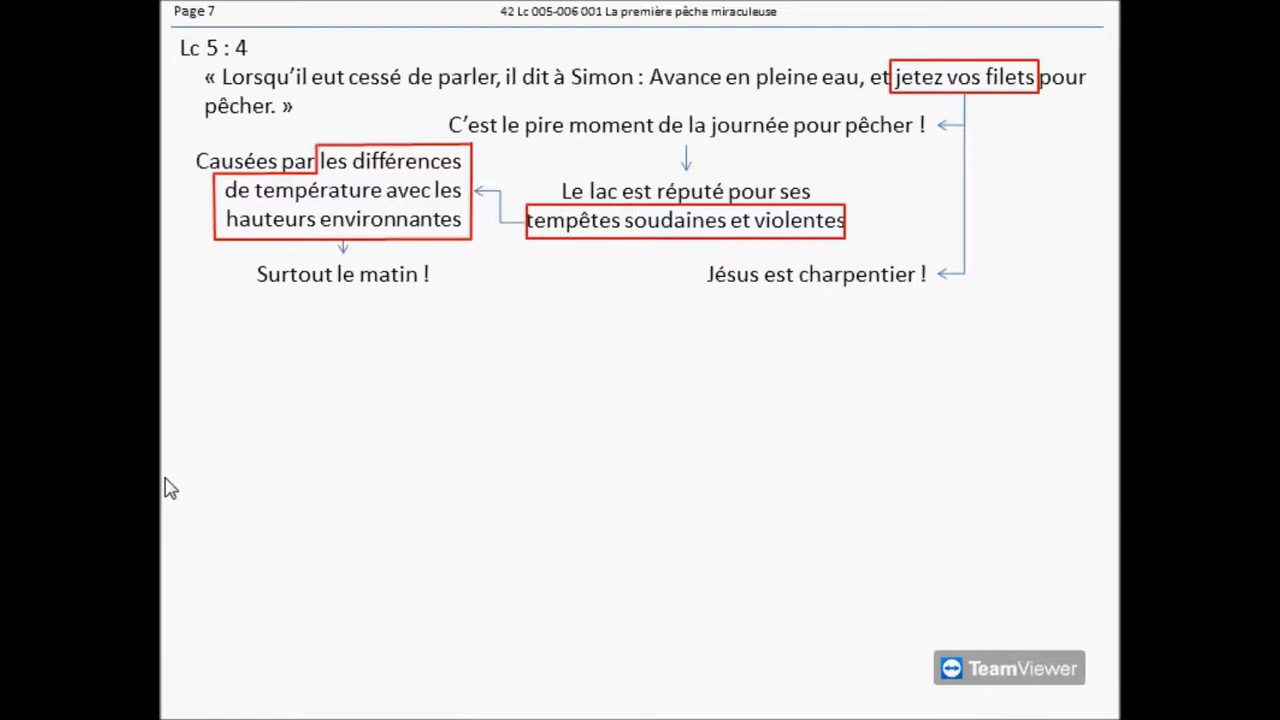 Page 7
42 Lc 005-006 001 La première pêche miraculeuse
Lc 5 : 4
« Lorsqu’il eut cessé de parler, il dit à Simon : Avance en pleine eau, et jetez vos filets pour
pêcher. »
C’est le pire moment de la journée pour pêcher !
Causées par les différences
de température avec les
hauteurs environnantes
Le lac est réputé pour ses
tempêtes soudaines et violentes
Surtout le matin !
Jésus est charpentier !
TeamViewer